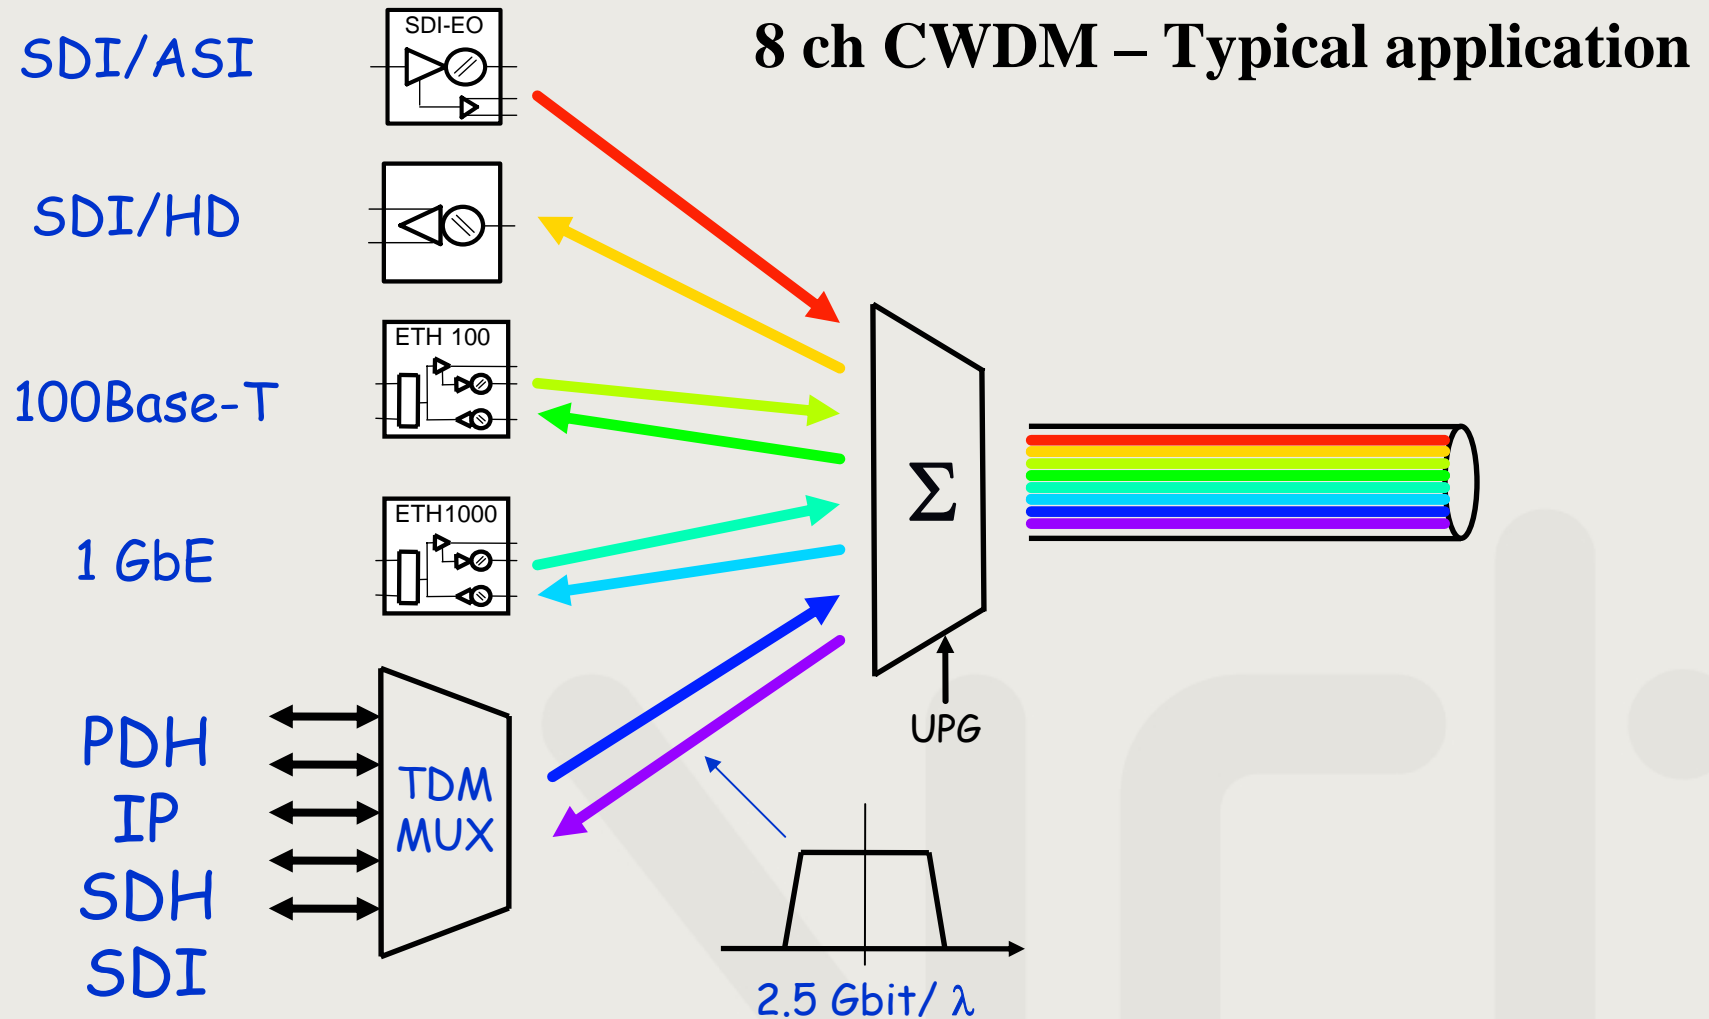 8 ch CWDM – Typical application
SDI/ASI
SDI-EO
SDI/HD
ETH 100
100Base-T
ETH1000
1 GbE
Σ
UPG
PDH
IP
SDH
SDI
TDM
MUX
2.5 Gbit/ λ